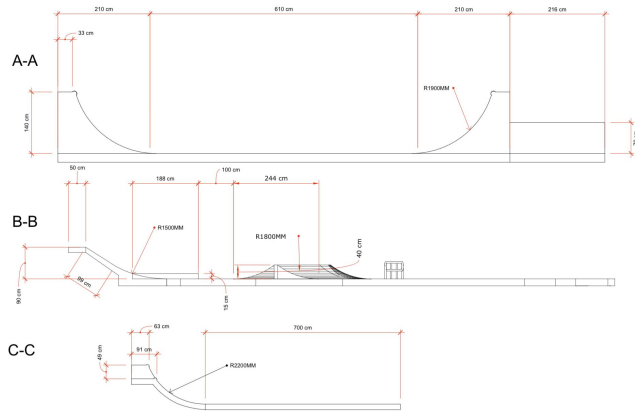 210 cm
610 cm
210 cm
216 cm
33 cm
A-A
R1900MM
140 cm
50 cm
188 cm
100 cm
244 cm
B-B
R1500MM
R1800MM
40 cm
90 cm
15 cm
63 cm
700 cm
C-C
91 cm
49 cm
R2200MM